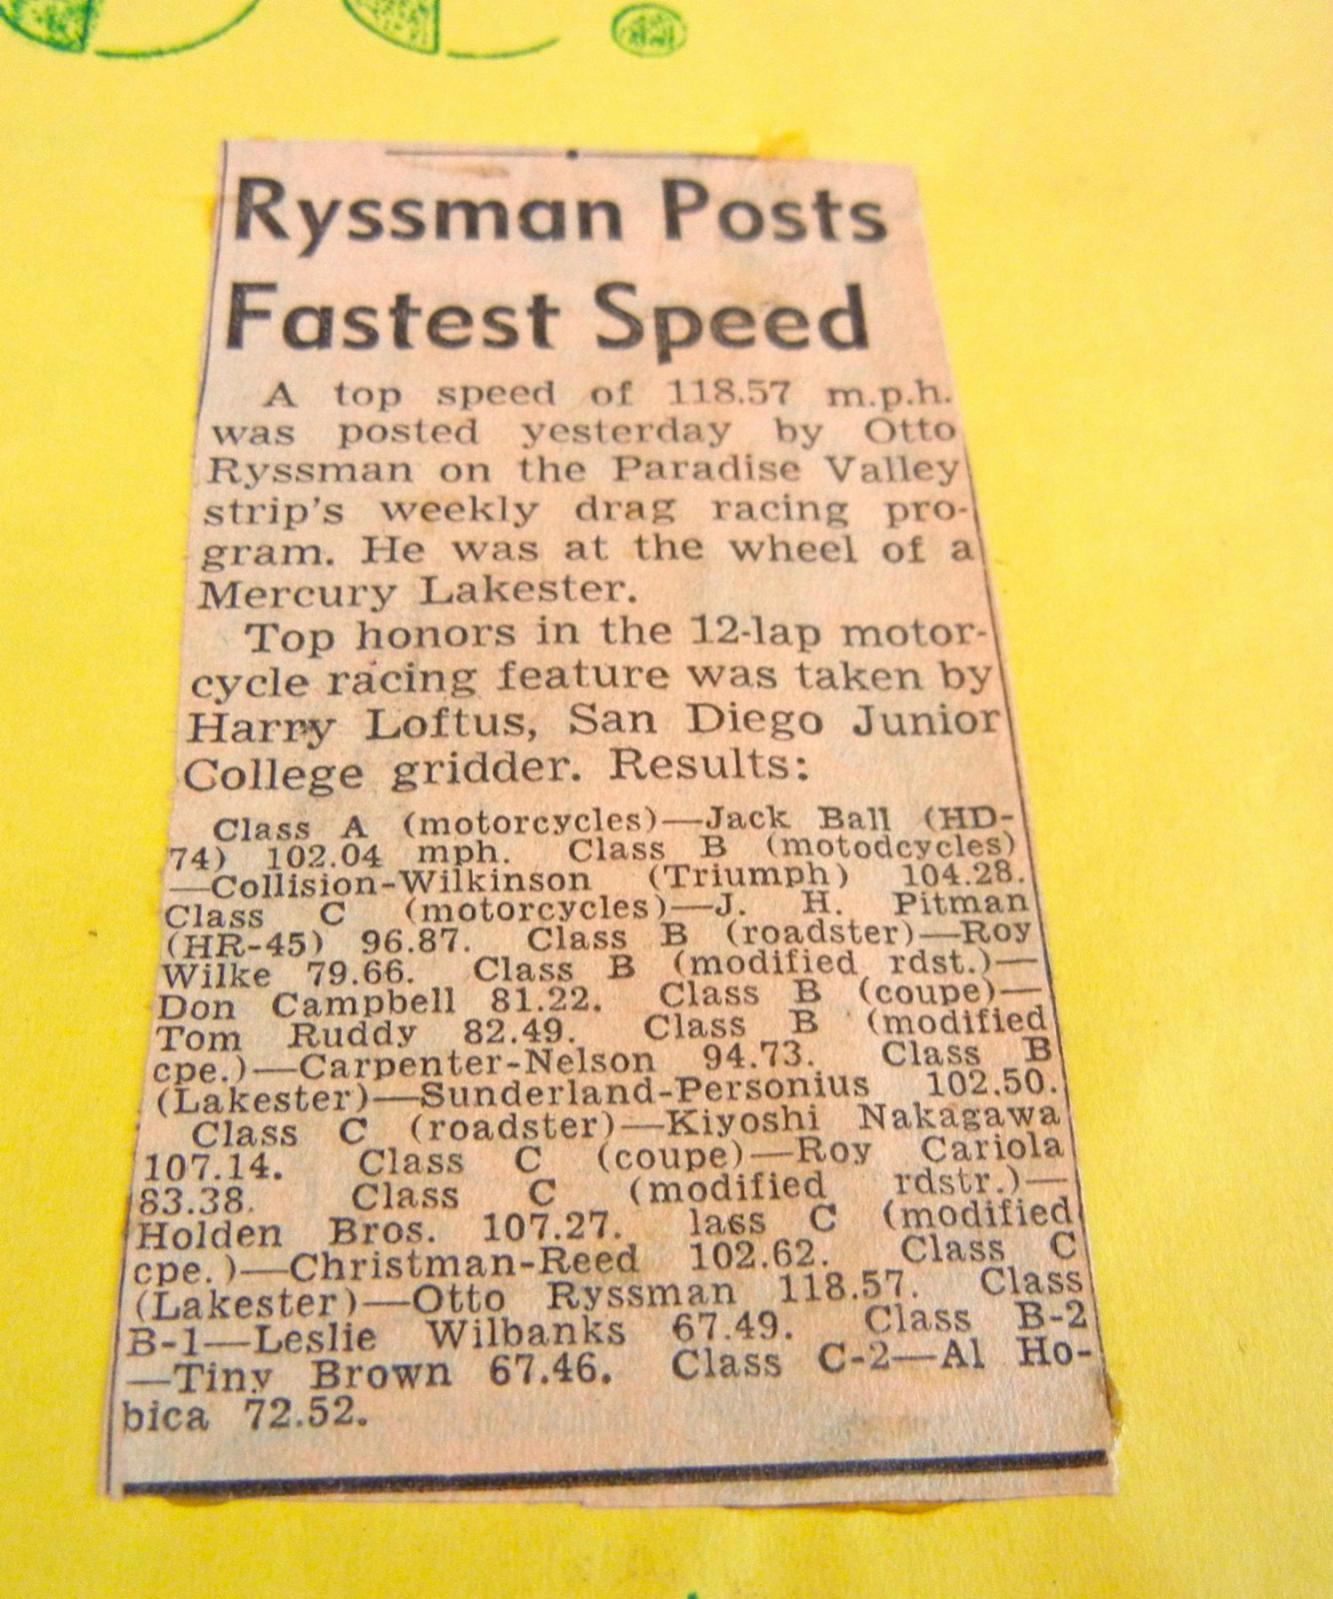 Ryssman Posts
Fastest Speed
A top speed of 118.57 m.p.h.
was posted yesterday by Otto
Ryssman on the Paradise Valley
strip's weekly drag racing pro-
gram. He was at the wheel of a
Mercury Lakester.
Top honors in the 12-lap motor-
cycle racing feature was taken by
Harry Loftus, San Diego Junior
College gridder. Results:
Class A (motorcycles)—Jack Ball (HD-
74) 102.04 mph. Class B (motodcycles)
—Collision-Wilkinson (Triumph) 104.28.
Class C (motorcycles)—J. H. Pitman
(HR-45) 96.87. Class B (roadster)—Roy
Wilke 79.66. Class B (modified rdst.)—
Don Campbell 81.22. Class B (coupe)—
Tom Ruddy 82.49. Class B (modified
cpe.)—Carpenter-Nelson 94.73. Class B
(Lakester)—Sunderland-Personius 102.50.
Class C (roadster)—Kiyoshi Nakagawa
107.14. Class C (coupe)—Roy Cariola
83.38. Class C (modified rdstr.)—
Holden Bros. 107.27. lass C (modified
cpe.)—Christman-Reed 102.62. Class C
(Lakester)—Otto Ryssman 118.57. Class
B-1—Leslie Wilbanks 67.49. Class B-2
—Tiny Brown 67.46. Class C-2—Al Ho-
bica 72.52.